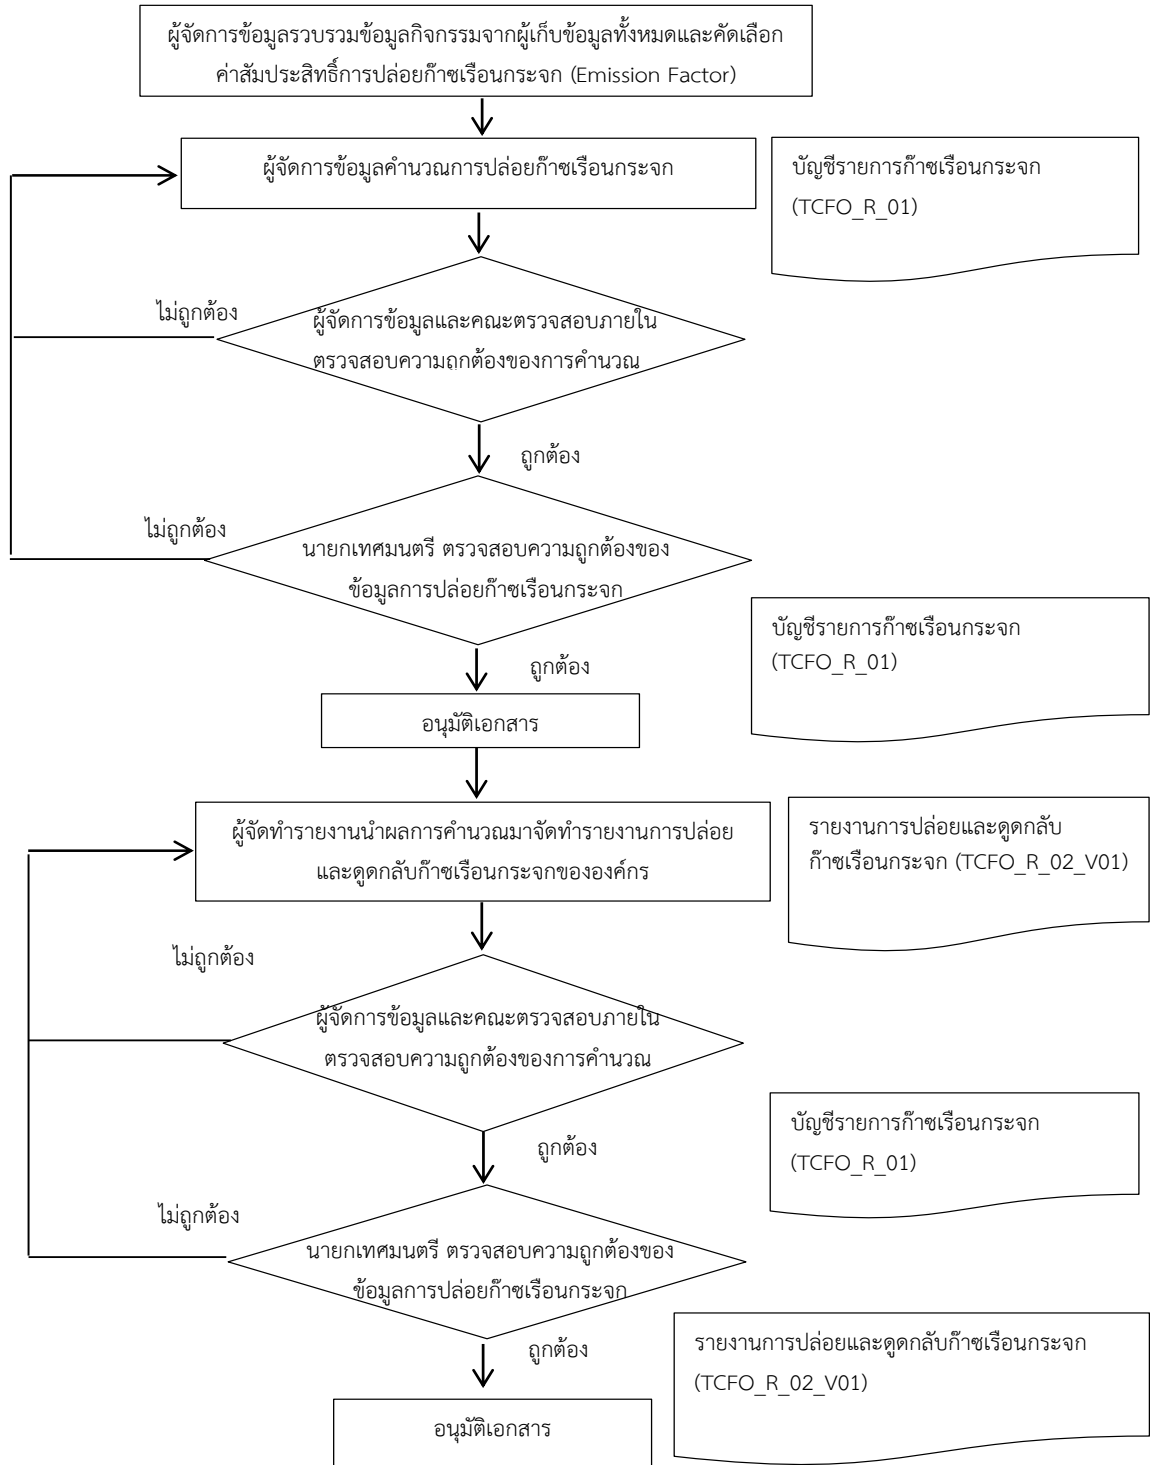 ผู้จัดการข้อมูลรวบรวมข้อมูลกิจกรรมจากผู้เก็บข้อมูลทั้งหมดและคัดเลือก
ค่าสัมประสิทธิ์การปล่อยก๊าซเรือนกระจก (Emission Factor)
ผู้จัดการข้อมูลคำนวณการปล่อยก๊าซเรือนกระจก
บัญชีรายการก๊าซเรือนกระจก
(TCFO_R_01)
ไม่ถูกต้อง
ผู้จัดการข้อมูลและคณะตรวจสอบภายใน
ตรวจสอบความถูกต้องของการคำนวณ
ถูกต้อง
ไม่ถูกต้อง
นายกเทศมนตรี ตรวจสอบความถูกต้องของ
ข้อมูลการปล่อยก๊าซเรือนกระจก
บัญชีรายการก๊าซเรือนกระจก
(TCFO_R_01)
ถูกต้อง
อนุมัติเอกสาร
ผู้จัดทำรายงานนำผลการคำนวณมาจัดทำรายงานการปล่อย
และดูดกลับก๊าซเรือนกระจกขององค์กร
รายงานการปล่อยและดูดกลับ
ก๊าซเรือนกระจก (TCFO_R_02_V01)
ไม่ถูกต้อง
ผู้จัดการข้อมูลและคณะตรวจสอบภายใน
ตรวจสอบความถูกต้องของการคำนวณ
บัญชีรายการก๊าซเรือนกระจก
(TCFO_R_01)
ถูกต้อง
ไม่ถูกต้อง
นายกเทศมนตรี ตรวจสอบความถูกต้องของ
ข้อมูลการปล่อยก๊าซเรือนกระจก
รายงานการปล่อยและดูดกลับก๊าซเรือนกระจก
(TCFO_R_02_V01)
ถูกต้อง
อนุมัติเอกสาร